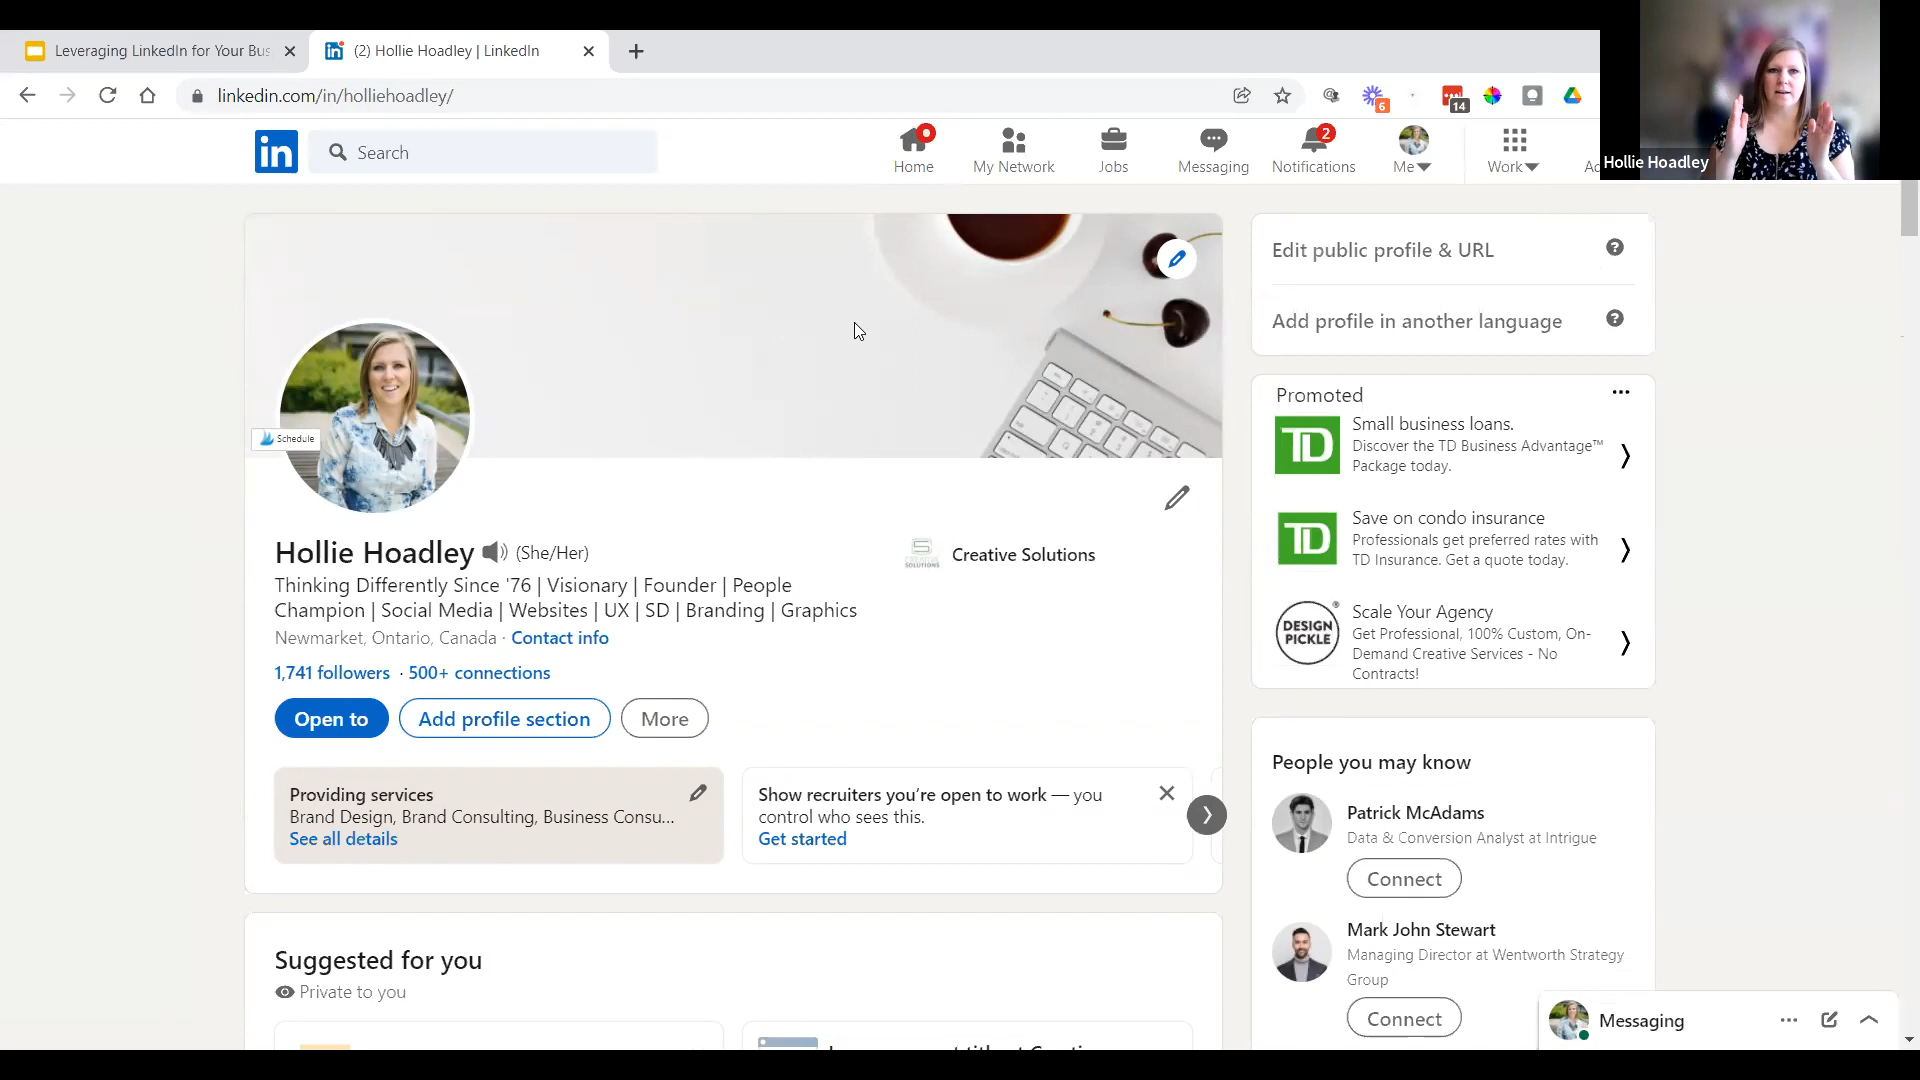 Leveraging LinkedIn for Your Bus
(2) Hollie Hoadley | LinkedIn
linkedin.com/in/holliehoadley/
6
14
Hollie Hoadley
in
Search
Home
My Network
Jobs
Messaging
2
Notifications
Me
Work
Schedule
Hollie Hoadley (She/Her)
Thinking Differently Since '76 | Visionary | Founder | People
Champion | Social Media | Websites | UX | SD | Branding | Graphics
Newmarket, Ontario, Canada · Contact info
1,741 followers · 500+ connections
Open to
Add profile section
More
CREATIVE
SOLUTIONS
Creative Solutions
Providing services
Brand Design, Brand Consulting, Business Consu...
See all details
Show recruiters you're open to work — you
control who sees this.
Get started
Suggested for you
Private to you
Edit public profile & URL
Add profile in another language
Promoted
TD
Small business loans.
Discover the TD Business Advantage™
Package today.
TD
Save on condo insurance
Professionals get preferred rates with
TD Insurance. Get a quote today.
DESIGN
PICKLE
Scale Your Agency
Get Professional, 100% Custom, On-
Demand Creative Services - No
Contracts!
People you may know
Patrick McAdams
Data & Conversion Analyst at Intrigue
Connect
Mark John Stewart
Managing Director at Wentworth Strategy
Group
Connect
Messaging